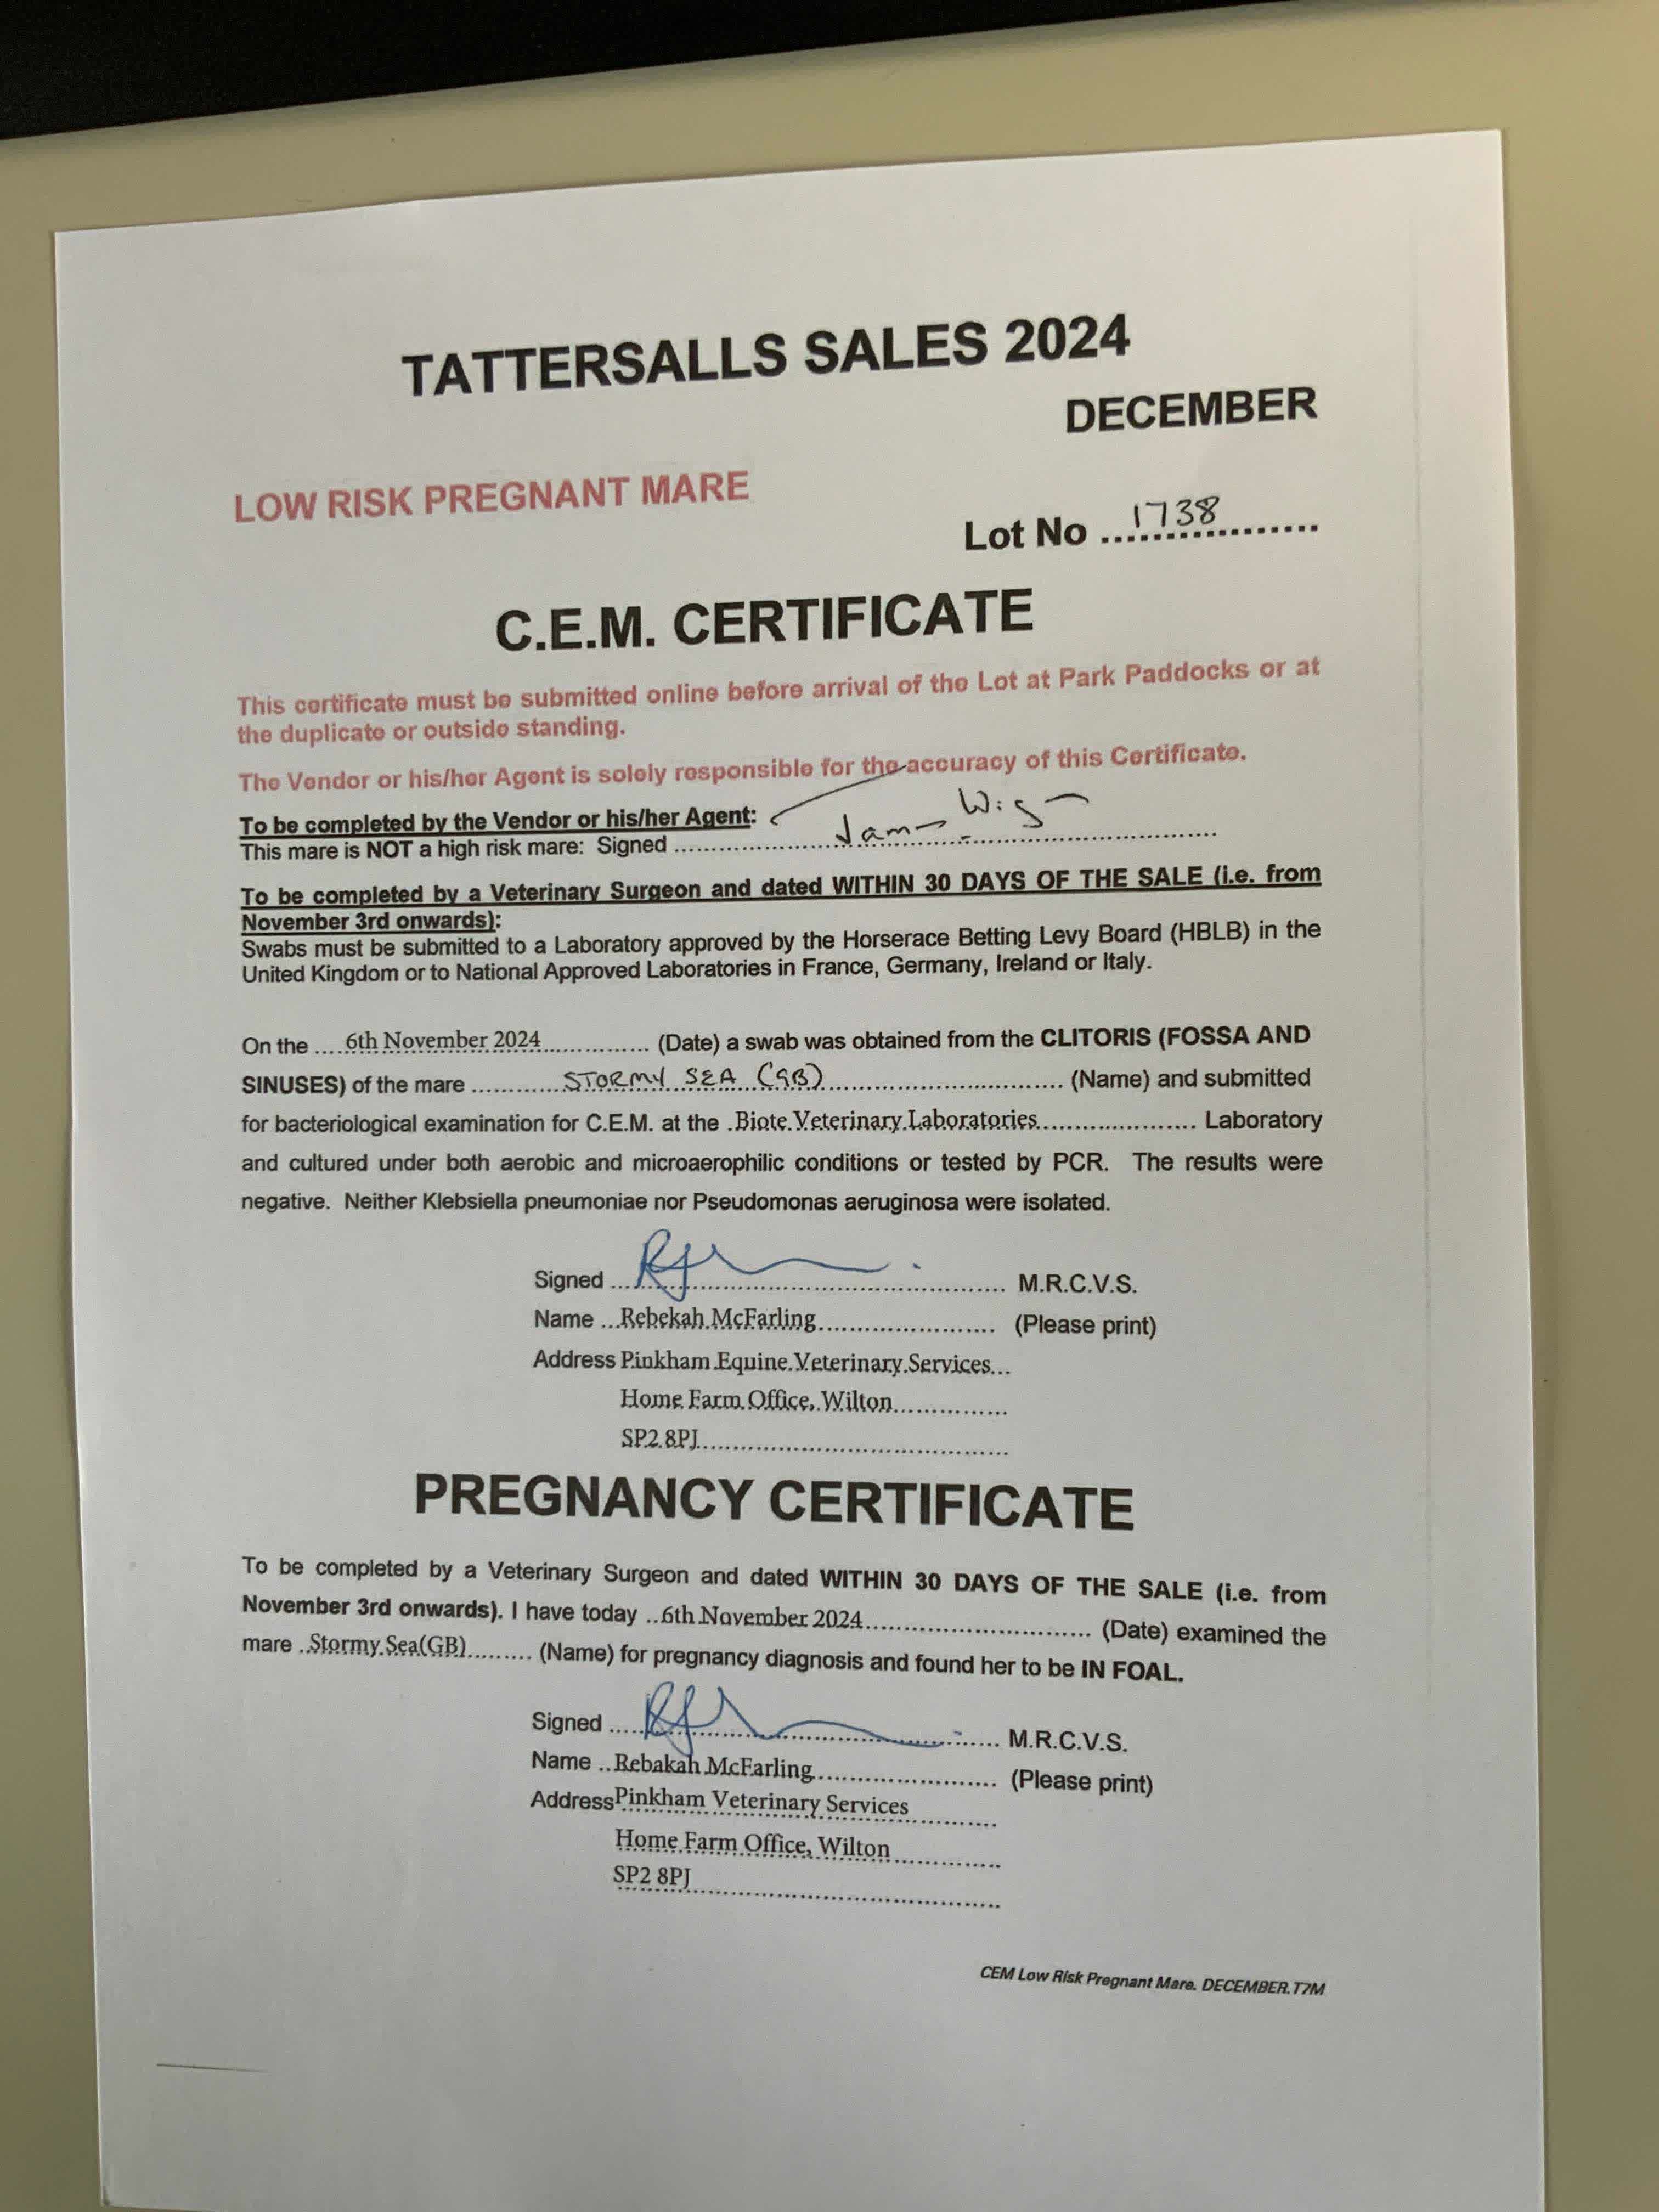 TATTERSALLS SALES 2024
DECEMBER
LOW RISK PREGNANT MARE
Lot No 1738
C.E.M. CERTIFICATE
This certificate must be submitted online before arrival of the Lot at Park Paddocks or at
the duplicate or outside standing.
The Vendor or his/her Agent is solely responsible for the accuracy of this Certificate.
To be completed by the Vendor or his/her Agent:
This mare is NOT a high risk mare: Signed
To be completed by a Veterinary Surgeon and dated WITHIN 30 DAYS OF THE SALE (i.e. from
November 3rd onwards):
Swabs must be submitted to a Laboratory approved by the Horserace Betting Levy Board (HBLB) in the
United Kingdom or to National Approved Laboratories in France, Germany, Ireland or Italy.
On the 6th November 2024 (Date) a swab was obtained from the CLITORIS (FOSSA AND
SINUSES) of the mare STORMY SEA (GB) (Name) and submitted
for bacteriological examination for C.E.M. at the Biote Veterinary Laboratories Laboratory
and cultured under both aerobic and microaerophilic conditions or tested by PCR. The results were
negative. Neither Klebsiella pneumoniae nor Pseudomonas aeruginosa were isolated.
Signed M.R.C.V.S.
Name Rebekah McFarling (Please print)
Address Pinkham Equine Veterinary Services
Home Farm Office, Wilton
SP2 8PJ
PREGNANCY CERTIFICATE
To be completed by a Veterinary Surgeon and dated WITHIN 30 DAYS OF THE SALE (i.e. from
November 3rd onwards). I have today 6th November 2024 (Date) examined the
mare Stormy Sea(GB) (Name) for pregnancy diagnosis and found her to be IN FOAL.
Signed M.R.C.V.S.
Name Rebakah McFarling (Please print)
Address Pinkham Veterinary Services
Home Farm Office, Wilton
SP2 8PJ
CEM Low Risk Pregnant Mare. DECEMBER.T7M